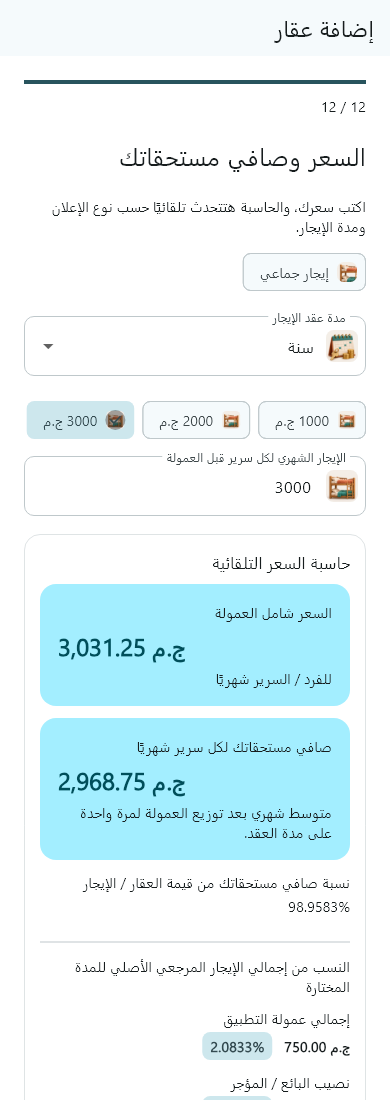 إضافة عقار
12 / 12
السعر وصافي مستحقاتك
اكتب سعرك، والحاسبة هتتحدث تلقائيًا حسب نوع الإعلان
ومدة الإيجار.
إيجار جماعي
مدة عقد الإيجار
سنة
1000 ج.م
2000 ج.م
3000 ج.م
الإيجار الشهري لكل سرير قبل العمولة
3000
حاسبة السعر التلقائية
السعر شامل العمولة
3,031.25 ج.م
للفرد / السرير شهريًا
صافي مستحقاتك لكل سرير شهريًا
2,968.75 ج.م
متوسط شهري بعد توزيع العمولة لمرة واحدة
على مدة العقد.
نسبة صافي مستحقاتك من قيمة العقار / الإيجار
98.9583%
النسب من إجمالي الإيجار المرجعي الأصلي للمدة
المختارة
إجمالي عمولة التطبيق
750.00 ج.م 2.0833%
نصيب البائع / المؤجر